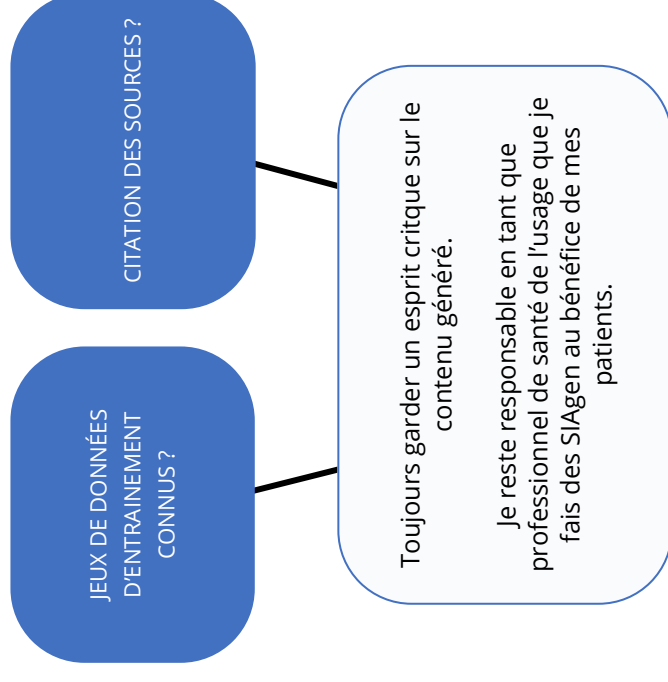 JEUX DE DONNÉES
D'ENTRAINEMENT
CONNUS ?
CITATION DES SOURCES ?
Toujours garder un esprit critque sur le
contenu généré.
Je reste responsable en tant que
professionnel de santé de l'usage que je
fais des SIAgen au bénéfice de mes
patients.